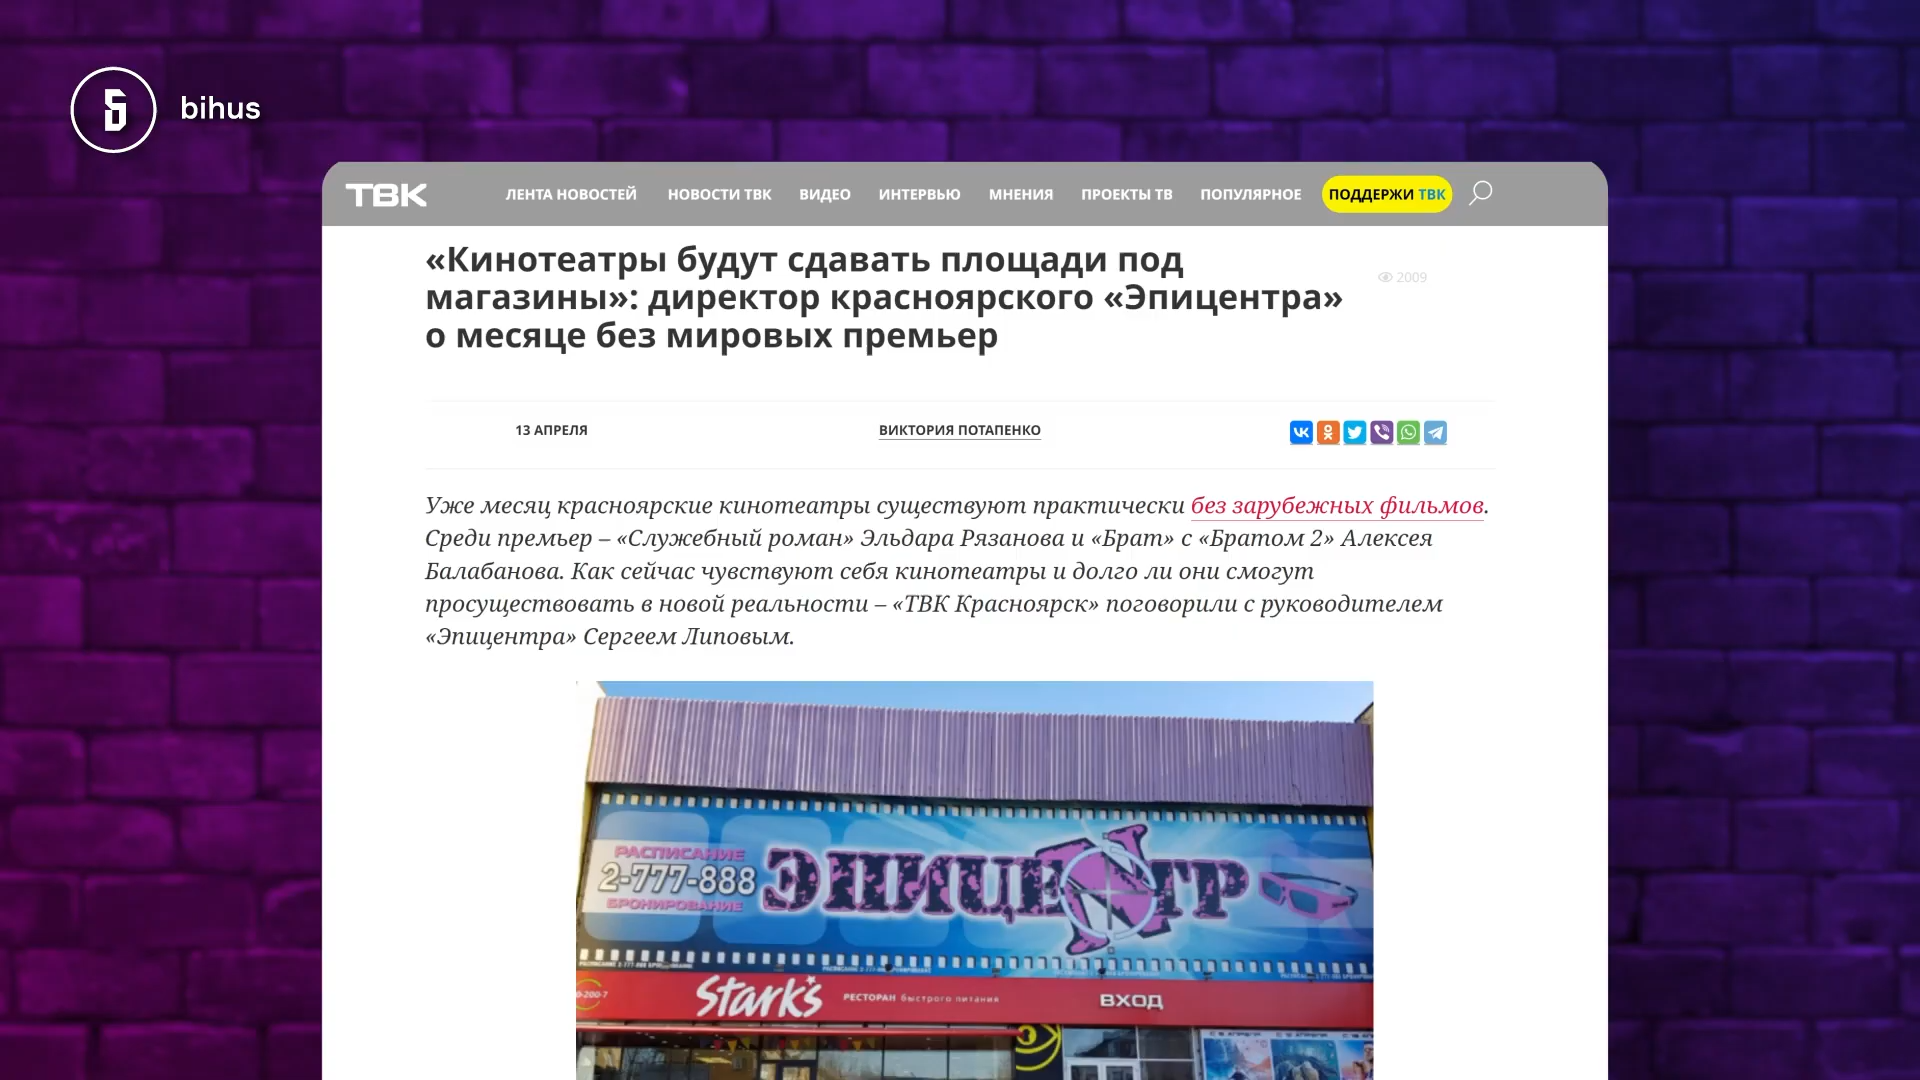 bihus
ТВК
ЛЕНТА НОВОСТЕЙ НОВОСТИ ТВК ВИДЕО ИНТЕРВЬЮ МНЕНИЯ ПРОЕКТЫ ТВ ПОПУЛЯРНОЕ ПОДДЕРЖИ ТВК
«Кинотеатры будут сдавать площади под
магазины»: директор красноярского «Эпицентра»
о месяце без мировых премьер
2009
13 АПРЕЛЯ
ВИКТОРИЯ ПОТАПЕНКО
Уже месяц красноярские кинотеатры существуют практически без зарубежных фильмов.
Среди премьер – «Служебный роман» Эльдара Рязанова и «Брат» с «Братом 2» Алексея
Балабанова. Как сейчас чувствуют себя кинотеатры и долго ли они смогут
просуществовать в новой реальности – «ТВК Красноярск» поговорили с руководителем
«Эпицентра» Сергеем Липовым.
РАСПИСАНИЕ
2-777-888
БРОНИРОВАНИЕ
ЭПИЦЕNТР
Stark's
РЕСТОРАН быстрого питания
ВХОД